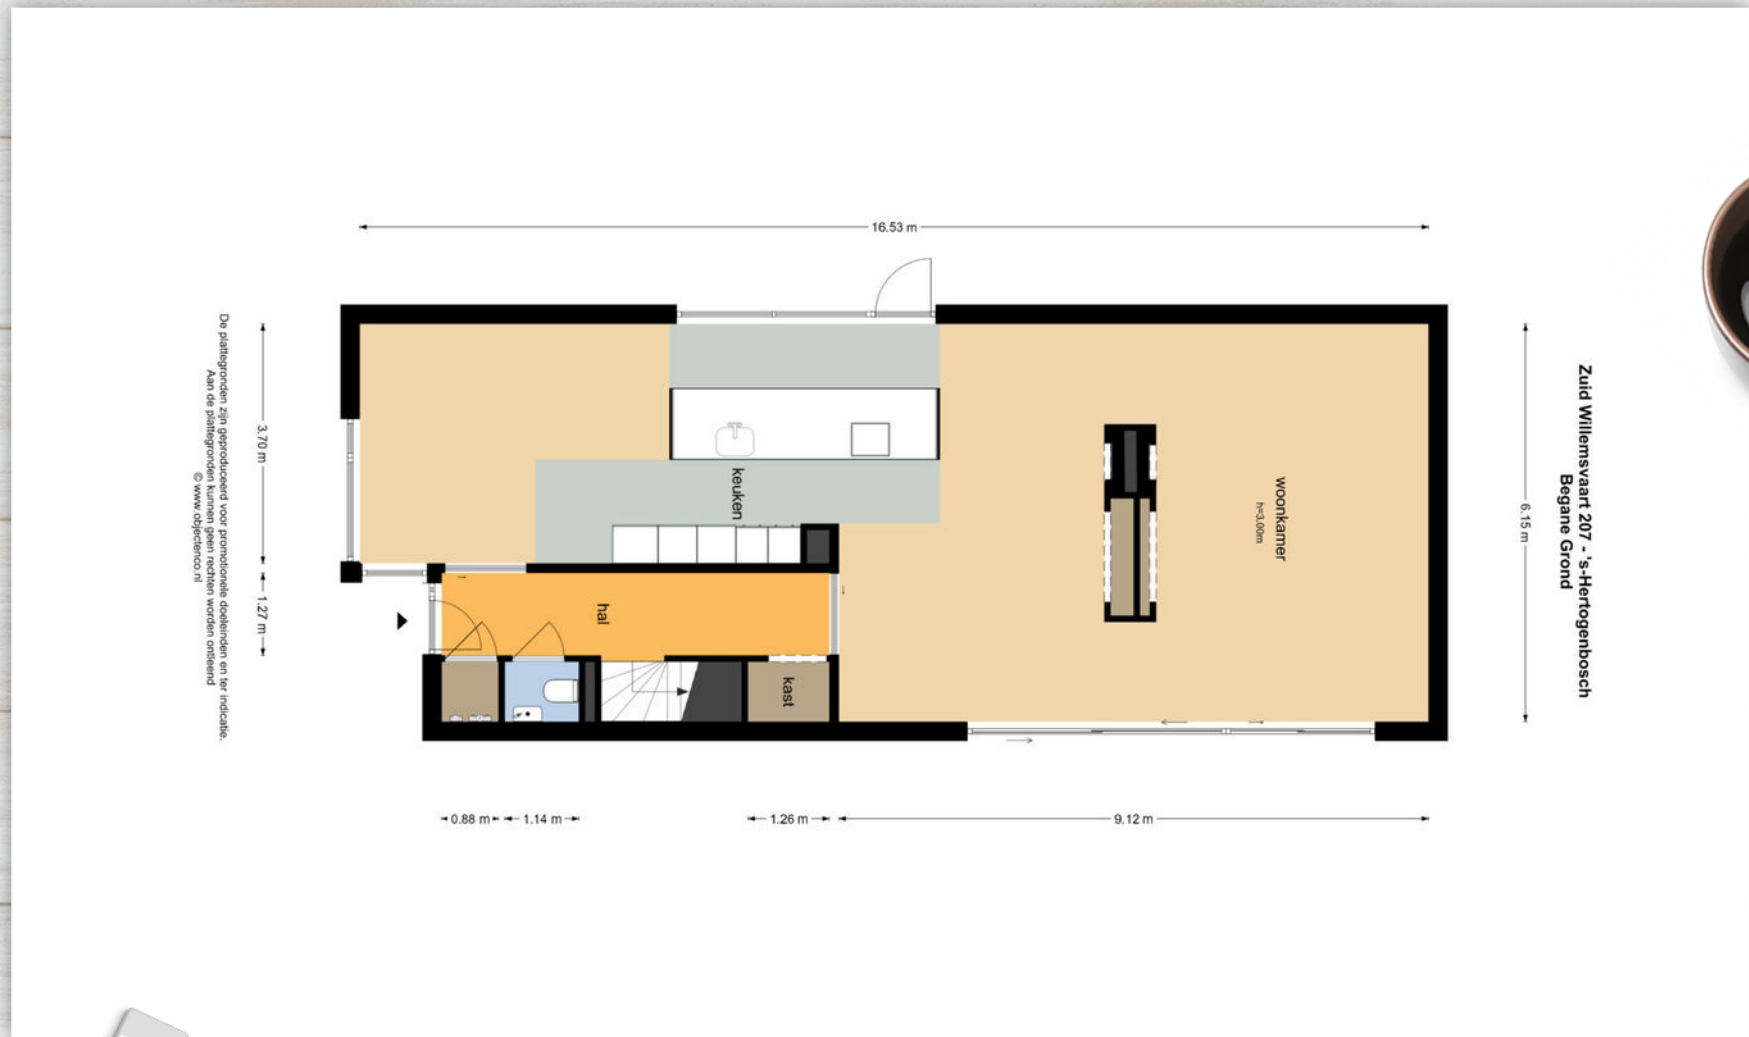 16.53 m
Zuid Willemsvaart 207 - 's-Hertogenbosch
Begane Grond
6.15 m
woonkamer
h=3.00m
keuken
hal
kast
3.70 m
1.27 m
0.88 m
1.14 m
1.26 m
9.12 m
De plattegronden zijn geproduceerd voor promotionele doeleinden en ter indicatie.
Aan de plattegronden kunnen geen rechten worden ontleend
© www.objectenco.nl